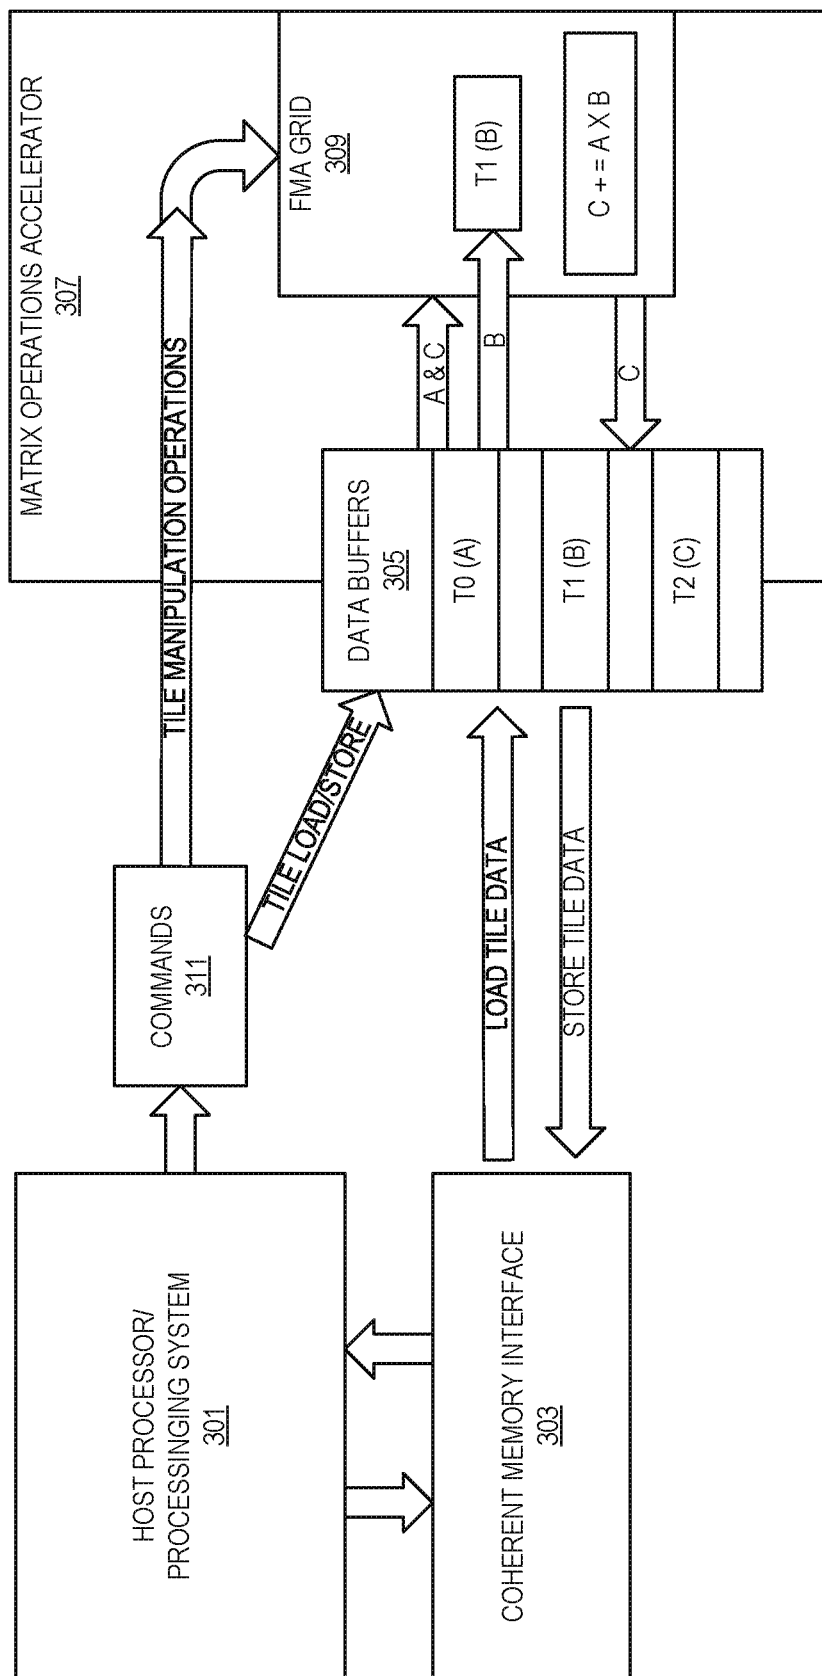 HOST PROCESSOR/
PROCESSINGING SYSTEM
301
COHERENT MEMORY INTERFACE
303
COMMANDS
311
TILE MANIPULATION OPERATIONS
TILE LOAD/STORE
LOAD TILE DATA
STORE TILE DATA
MATRIX OPERATIONS ACCELERATOR
307
DATA BUFFERS
305
T0 (A)
T1 (B)
T2 (C)
A & C
B
C
FMA GRID
309
T1 (B)
C + = A X B